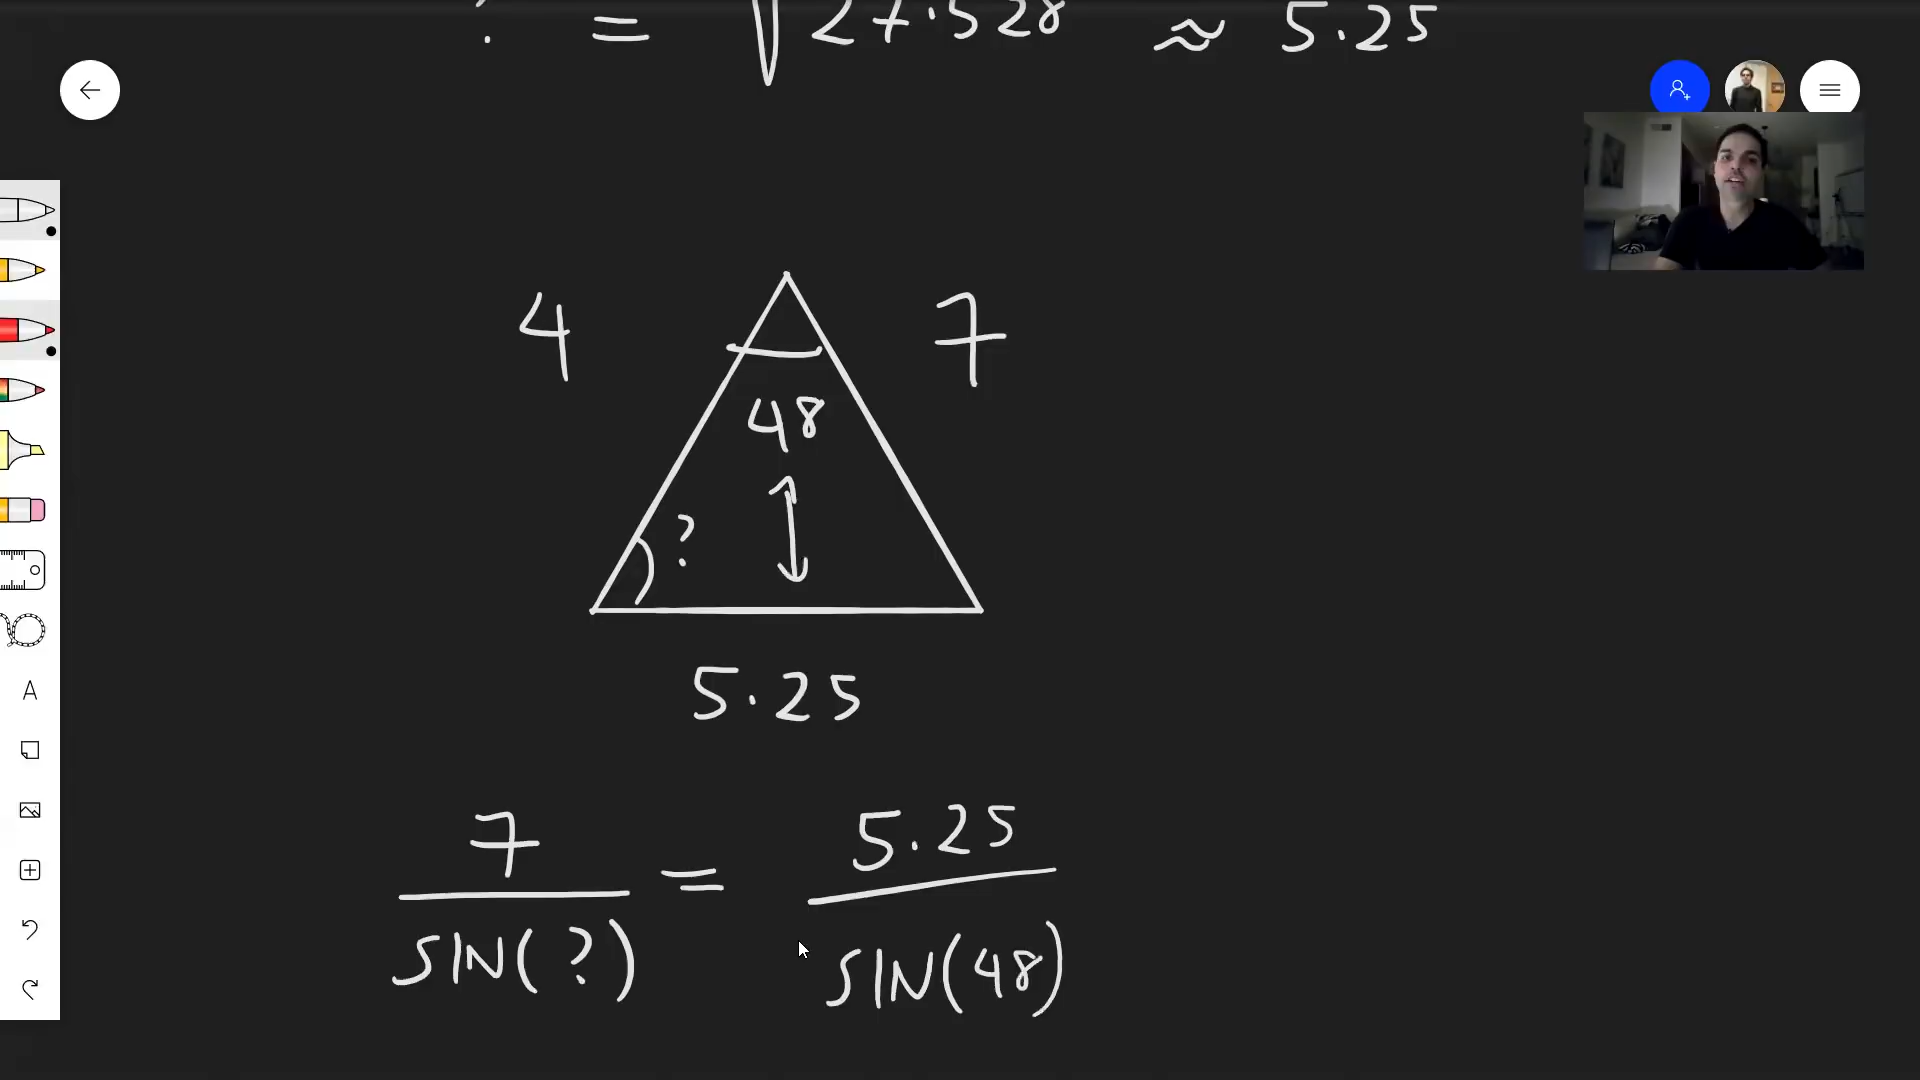 ? = √27.528 ≈ 5.25
4 7
48
?
5.25
7 = 5.25
SIN(?) SIN(48)
A